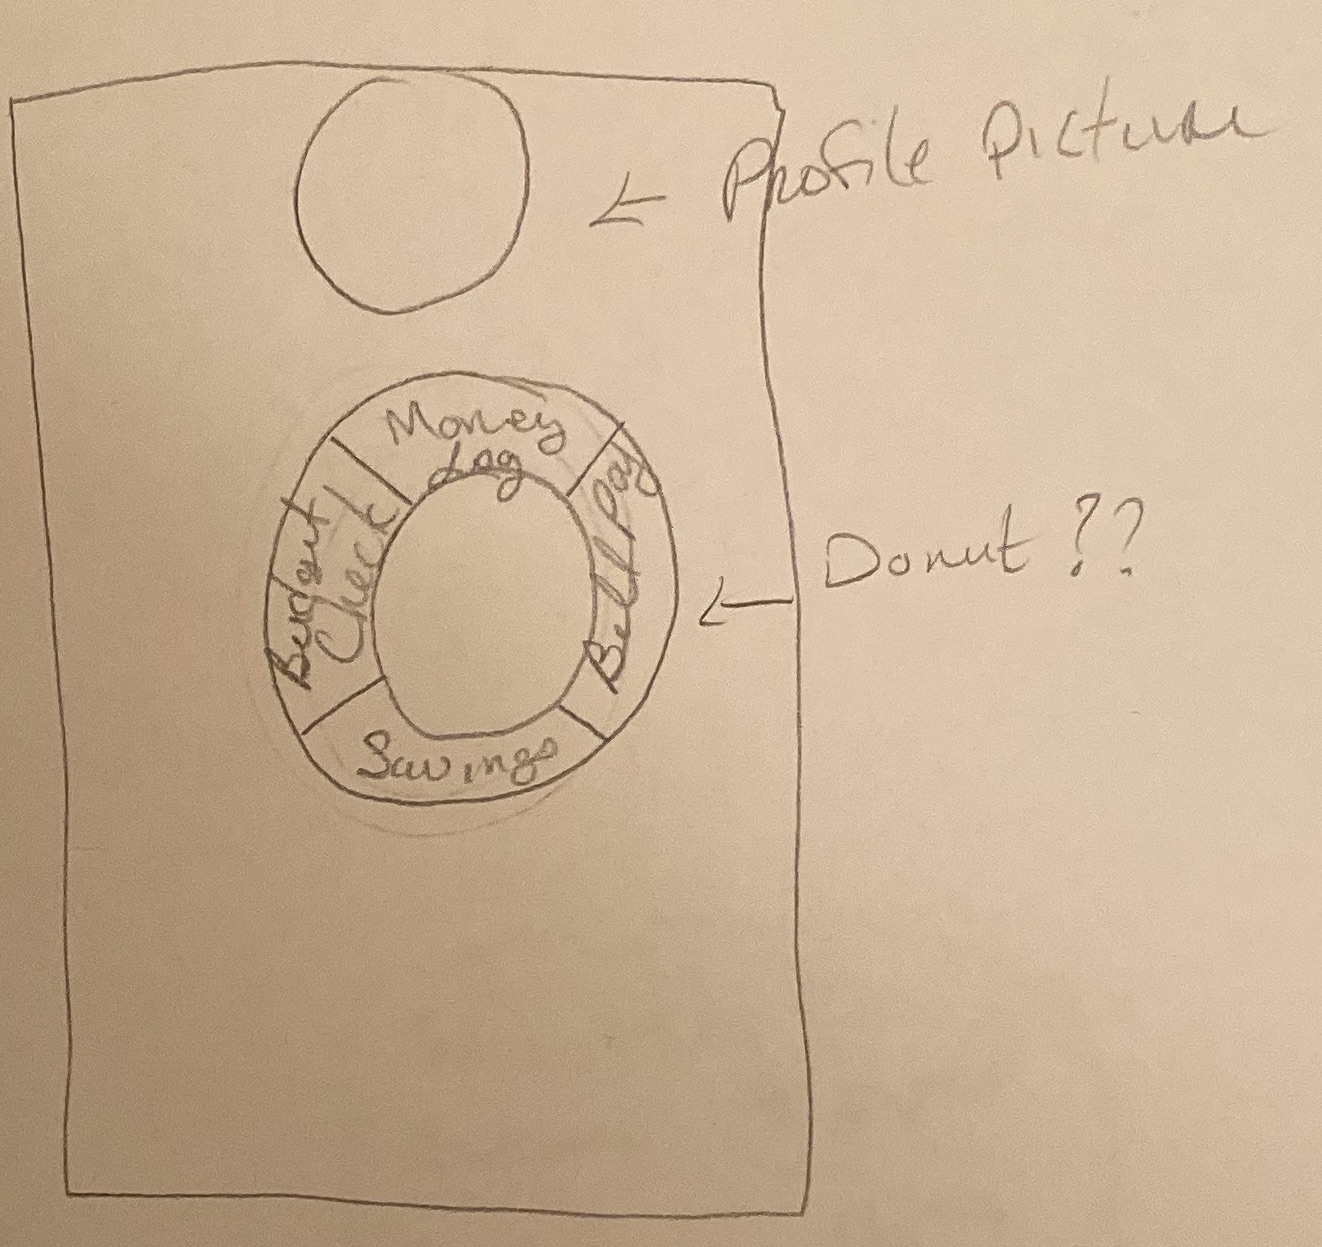 Profile Picture
Money
Log
Bill Pay
Budget
Check
Savings
Donut ??